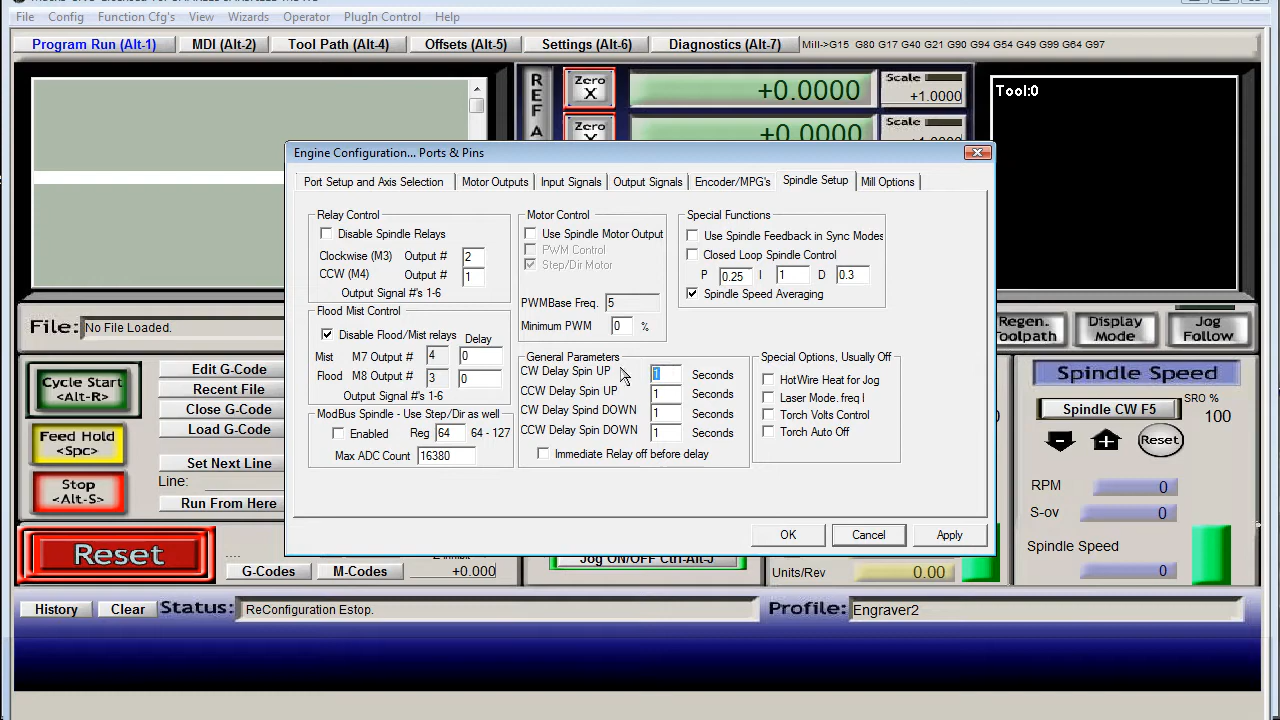 File Config Function Cfg's View Wizards Operator PlugIn Control Help
Program Run (Alt-1) MDI (Alt-2) Tool Path (Alt-4) Offsets (Alt-5) Settings (Alt-6) Diagnostics (Alt-7) Mill->G15 G80 G17 G40 G21 G90 G94 G54 G49 G99 G64 G97
REF A
Zero X
+0.0000
Scale
+1.0000
Tool:0
Zero
+0.0000
Scale
Engine Configuration... Ports & Pins
Port Setup and Axis Selection Motor Outputs Input Signals Output Signals Encoder/MPG's Spindle Setup Mill Options
Relay Control
Disable Spindle Relays
Clockwise (M3) Output # 2
CCW (M4) Output # 1
Output Signal #'s 1-6
Flood Mist Control
Disable Flood/Mist relays Delay
Mist M7 Output # 4 0
Flood M8 Output # 3 0
Output Signal #'s 1-6
ModBus Spindle - Use Step/Dir as well
Enabled Reg 64 64 - 127
Max ADC Count 16380
Motor Control
Use Spindle Motor Output
PWM Control
Step/Dir Motor
PWMBase Freq. 5
Minimum PWM 0 %
General Parameters
CW Delay Spin UP 1 Seconds
CCW Delay Spin UP 1 Seconds
CW Delay Spind DOWN 1 Seconds
CCW Delay Spin DOWN 1 Seconds
Immediate Relay off before delay
Special Functions
Use Spindle Feedback in Sync Modes
Closed Loop Spindle Control
P 0.25 I 1 D 0.3
Spindle Speed Averaging
Special Options, Usually Off
HotWire Heat for Jog
Laser Mode. freq I
Torch Volts Control
Torch Auto Off
OK Cancel Apply
File: No File Loaded.
Regen. Toolpath
Display Mode
Jog Follow
Cycle Start <Alt-R>
Feed Hold <Spc>
Stop <Alt-S>
Edit G-Code
Recent File
Close G-Code
Load G-Code
Set Next Line
Line:
Run From Here
Spindle Speed
Spindle CW F5
SRO % 100
Reset
RPM 0
S-ov 0
Spindle Speed
0
Reset
....
G-Codes M-Codes +0.000
Jog ON/OFF Ctrl-Alt-J
Units/Rev 0.00
History Clear Status: ReConfiguration Estop. Profile: Engraver2